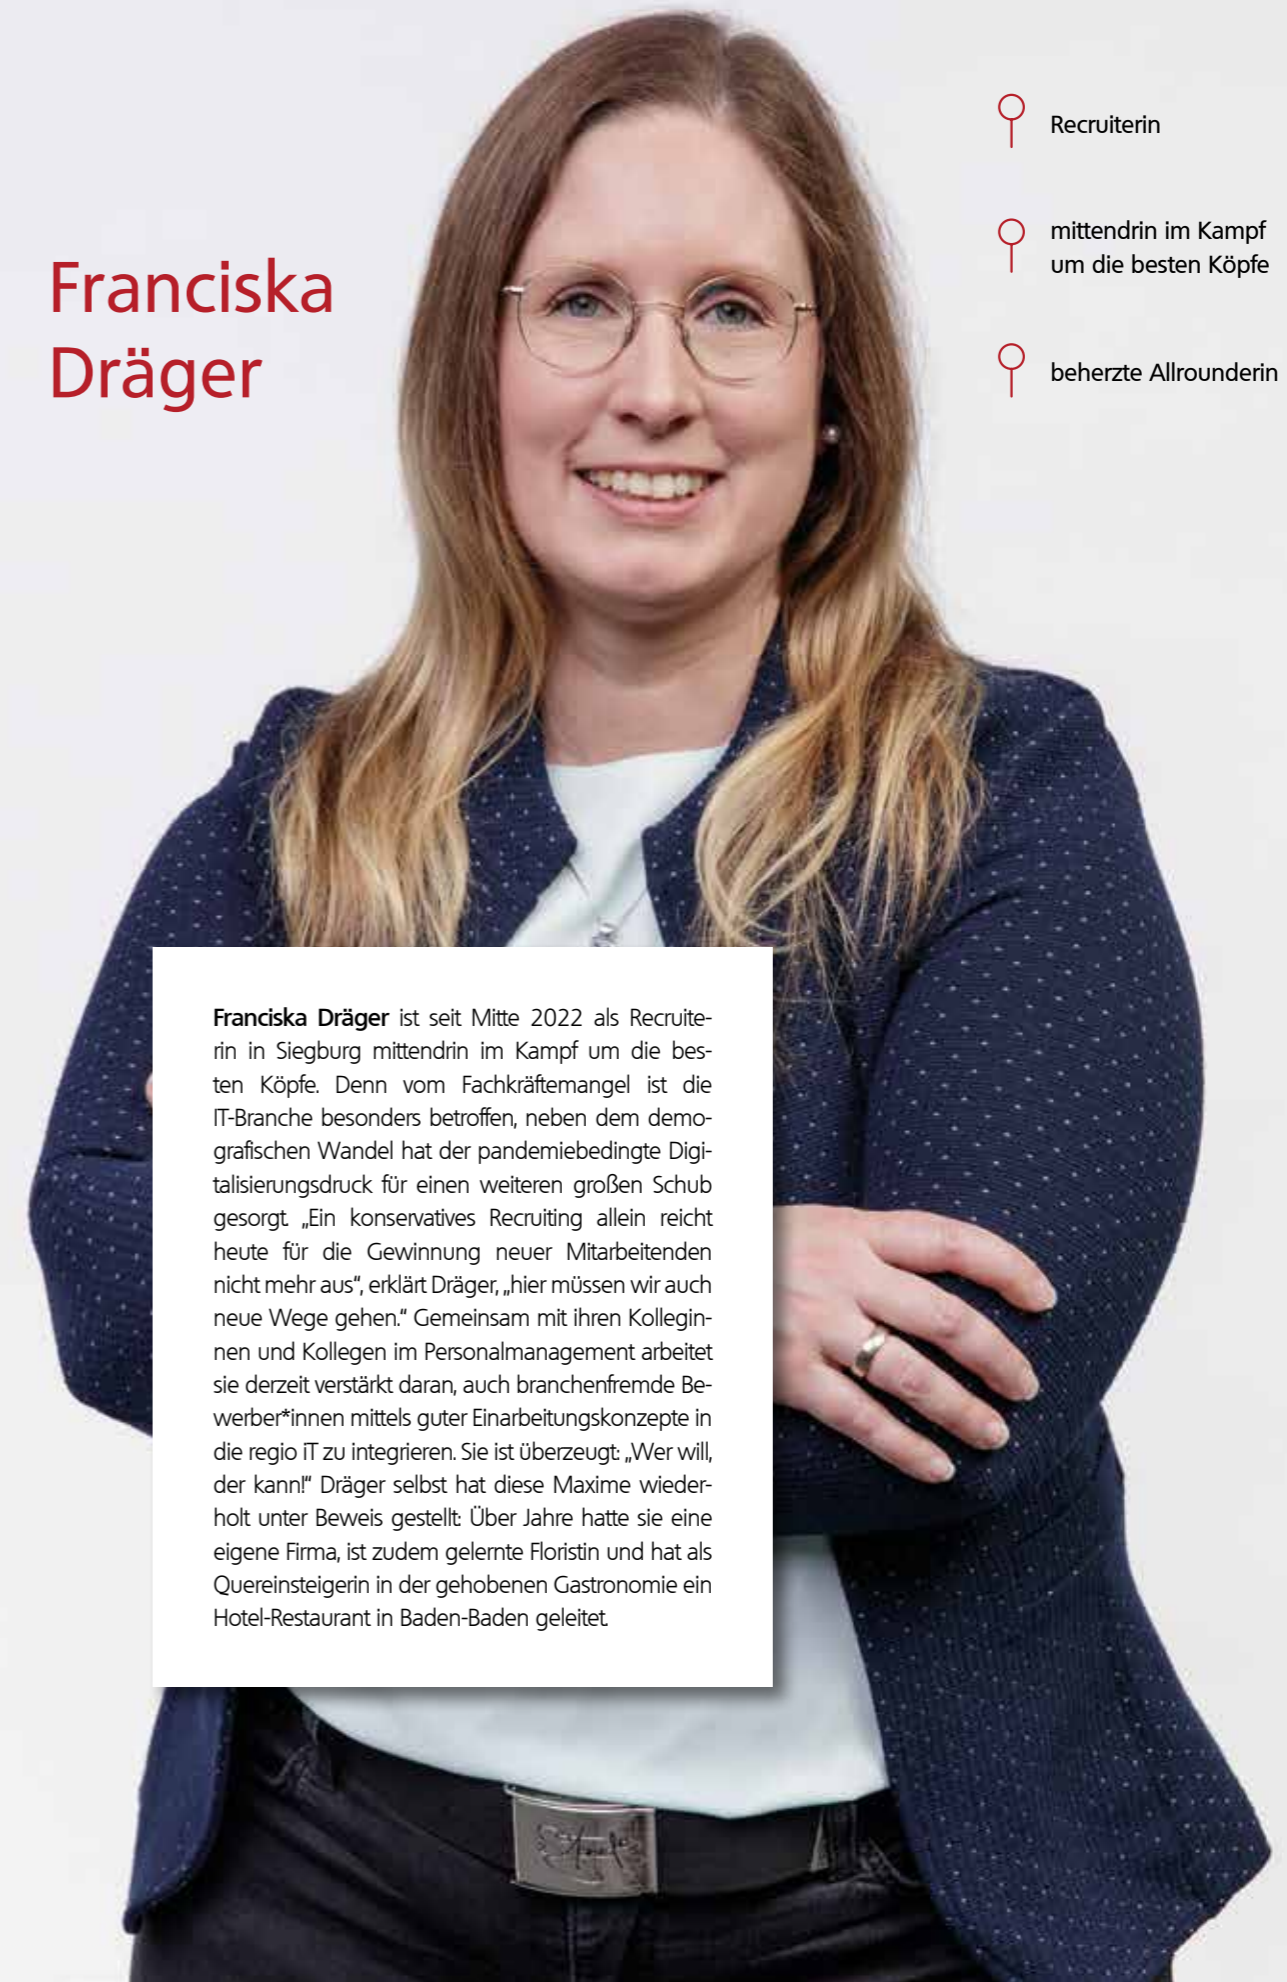 Franciska
Dräger
Recruiterin
mittendrin im Kampf
um die besten Köpfe
beherzte Allrounderin
Franciska Dräger ist seit Mitte 2022 als Recruite-
rin in Siegburg mittendrin im Kampf um die bes-
ten Köpfe. Denn vom Fachkräftemangel ist die
IT-Branche besonders betroffen, neben dem demo-
grafischen Wandel hat der pandemiebedingte Digi-
talisierungsdruck für einen weiteren großen Schub
gesorgt. „Ein konservatives Recruiting allein reicht
heute für die Gewinnung neuer Mitarbeitenden
nicht mehr aus“, erklärt Dräger, „hier müssen wir auch
neue Wege gehen.“ Gemeinsam mit ihren Kollegin-
nen und Kollegen im Personalmanagement arbeitet
sie derzeit verstärkt daran, auch branchenfremde Be-
werber*innen mittels guter Einarbeitungskonzepte in
die regio iT zu integrieren. Sie ist überzeugt: „Wer will,
der kann!“ Dräger selbst hat diese Maxime wieder-
holt unter Beweis gestellt: Über Jahre hatte sie eine
eigene Firma, ist zudem gelernte Floristin und hat als
Quereinsteigerin in der gehobenen Gastronomie ein
Hotel-Restaurant in Baden-Baden geleitet.